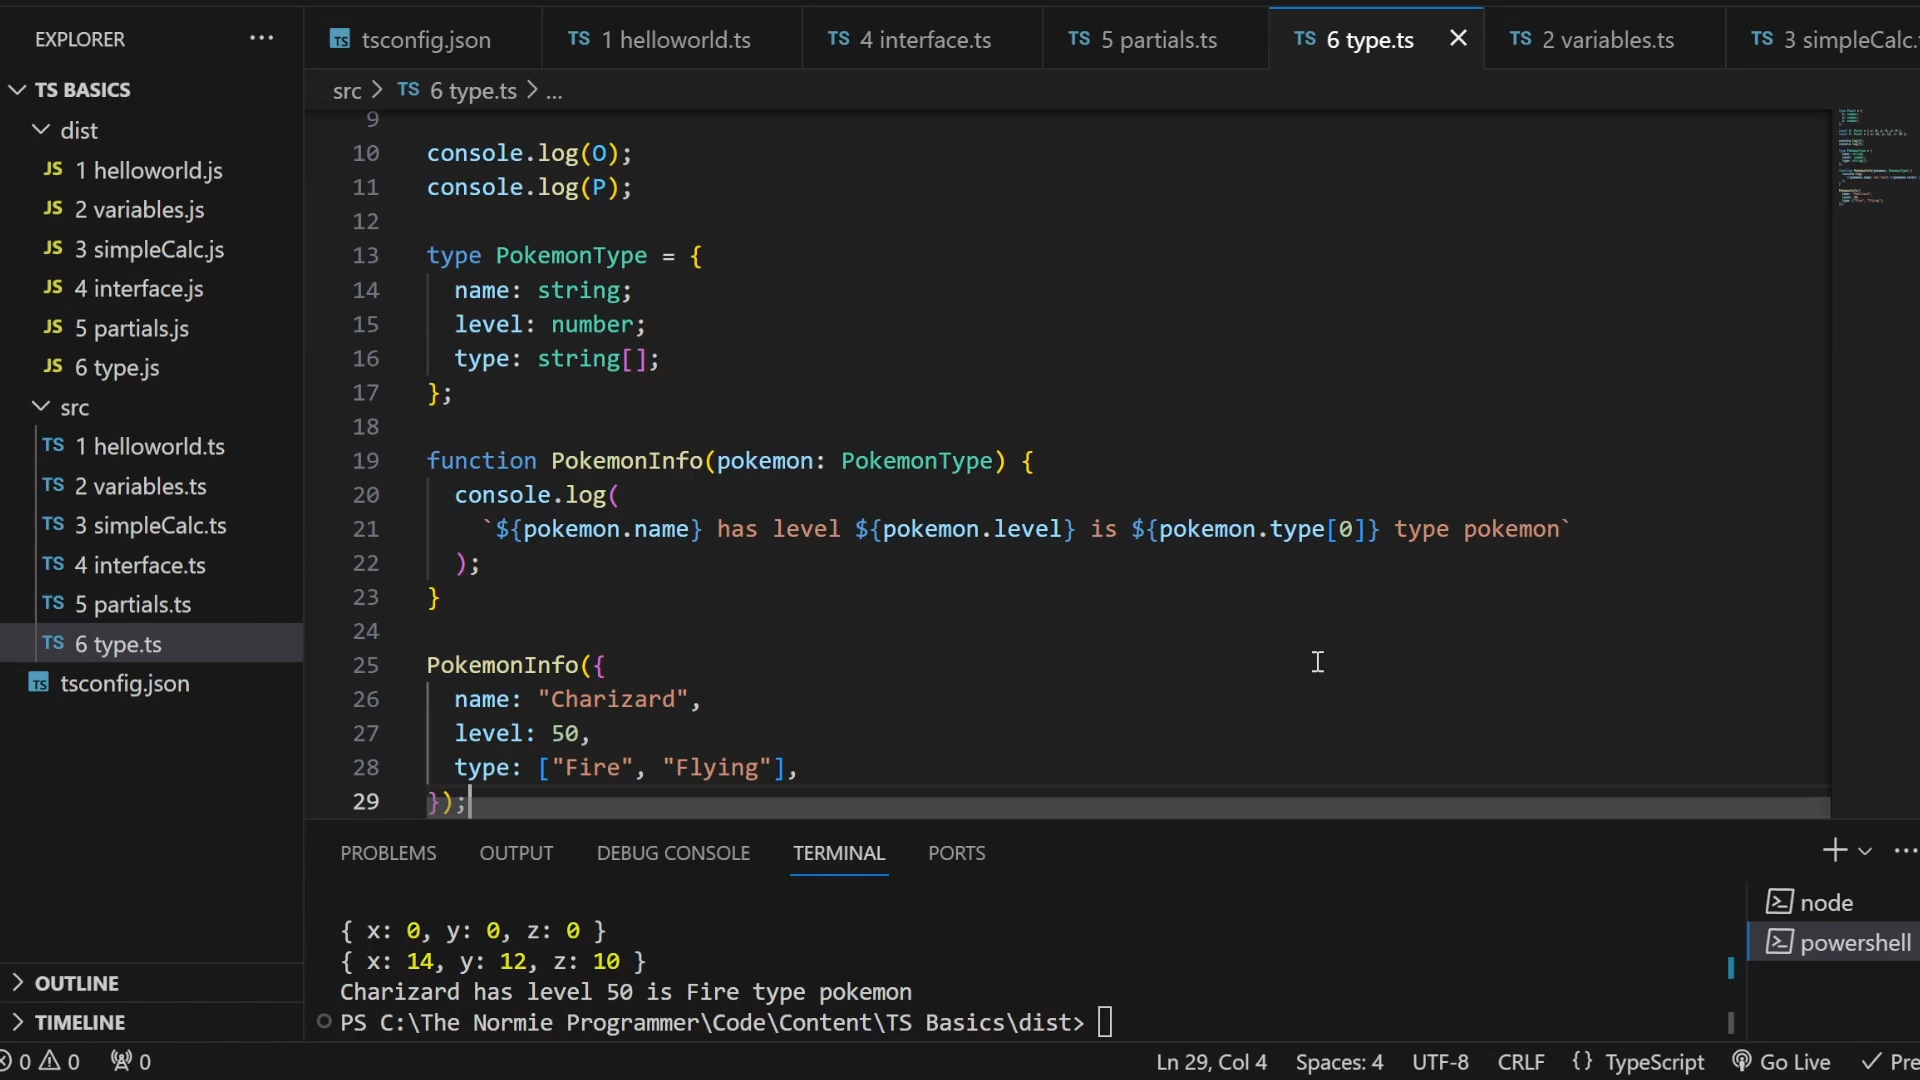 EXPLORER ...
TS tsconfig.json
TS 1 helloworld.ts
TS 4 interface.ts
TS 5 partials.ts
TS 6 type.ts
TS 2 variables.ts
TS 3 simpleCalc.
TS BASICS
dist
JS 1 helloworld.js
JS 2 variables.js
JS 3 simpleCalc.js
JS 4 interface.js
JS 5 partials.js
JS 6 type.js
src
TS 1 helloworld.ts
TS 2 variables.ts
TS 3 simpleCalc.ts
TS 4 interface.ts
TS 5 partials.ts
TS 6 type.ts
TS tsconfig.json
OUTLINE
TIMELINE
src > TS 6 type.ts > ...
9
10 console.log(O);
11 console.log(P);
12
13 type PokemonType = {
14 name: string;
15 level: number;
16 type: string[];
17 };
18
19 function PokemonInfo(pokemon: PokemonType) {
20 console.log(
21 `${pokemon.name} has level ${pokemon.level} is ${pokemon.type[0]} type pokemon`
22 );
23 }
24
25 PokemonInfo({
26 name: "Charizard",
27 level: 50,
28 type: ["Fire", "Flying"],
29 });
PROBLEMS OUTPUT DEBUG CONSOLE TERMINAL PORTS
{ x: 0, y: 0, z: 0 }
{ x: 14, y: 12, z: 10 }
Charizard has level 50 is Fire type pokemon
PS C:\The Normie Programmer\Code\Content\TS Basics\dist>
node
powershell
0 0 0 Ln 29, Col 4 Spaces: 4 UTF-8 CRLF {} TypeScript Go Live Pre